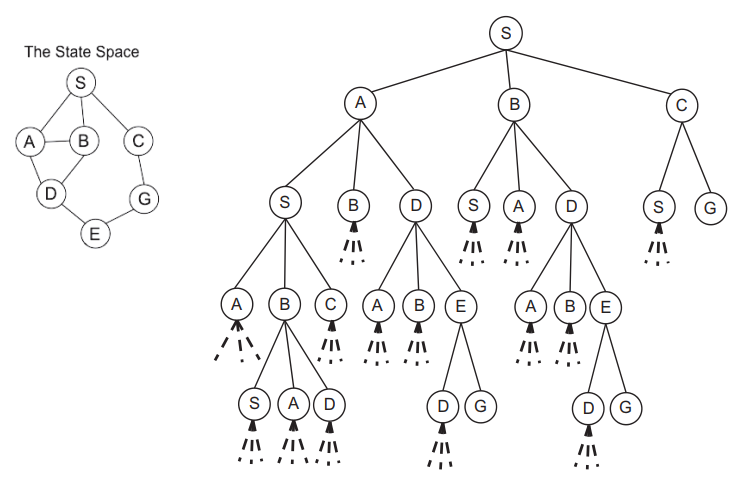 The State Space
S
A B C
D G
E
S
A B C
S B D S A D S G
A B C A B E A B E
S A D D G D G